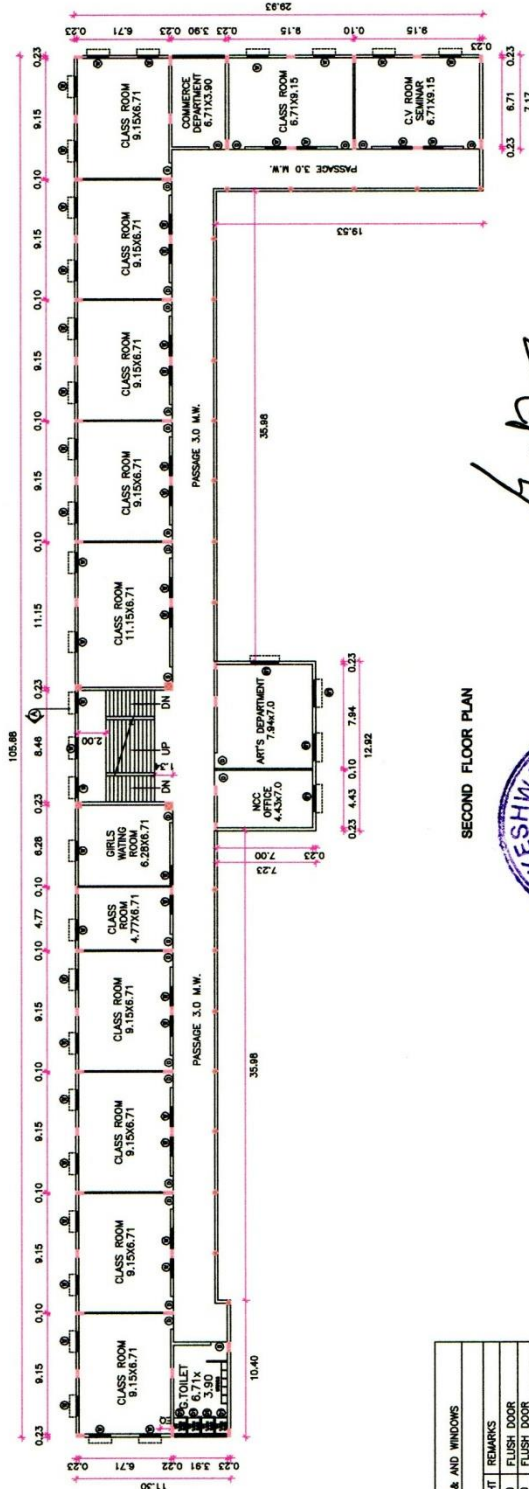 105.68
0.23 9.15 0.10 9.15 0.10 9.15 0.10 9.15 0.10 4.77 0.10 6.28 0.23 8.46 0.23 11.15 0.10 9.15 0.10 9.15 0.10 9.15 0.10 9.15 0.23
11.30
0.23 6.71 0.22 3.91 0.23
CLASS ROOM
9.15X6.71
CLASS ROOM
9.15X6.71
CLASS ROOM
9.15X6.71
CLASS ROOM
9.15X6.71
CLASS
ROOM
4.77X6.71
GIRLS
WATING
ROOM
6.28X6.71
2.00
DN
UP
DN
CLASS ROOM
11.15X6.71
CLASS ROOM
9.15X6.71
CLASS ROOM
9.15X6.71
CLASS ROOM
9.15X6.71
CLASS ROOM
9.15X6.71
29.93
0.23 6.71 0.22 3.90 0.23 9.15 0.10 9.15 0.23
COMMERCE
DEPARTMENT
6.71X3.90
CLASS ROOM
6.71X9.15
C.V ROOM
SEMINAR
6.71X9.15
PASSAGE 3.0 M.W.
0.23 6.71 0.23
7.17
19.53
G.TOILET
6.71x
3.90
PASSAGE 3.0 M.W.
PASSAGE 3.0 M.W.
10.40
35.98
35.98
7.23
7.00
0.23
NCC
OFFICE
4.43X7.0
ART'S DEPARTMENT
7.94X7.0
0.23 4.43 0.10 7.94 0.23
12.92
SECOND FLOOR PLAN
& AND WINDOWS
REMARKS
FLUSH DOOR
FLUSH DOOR